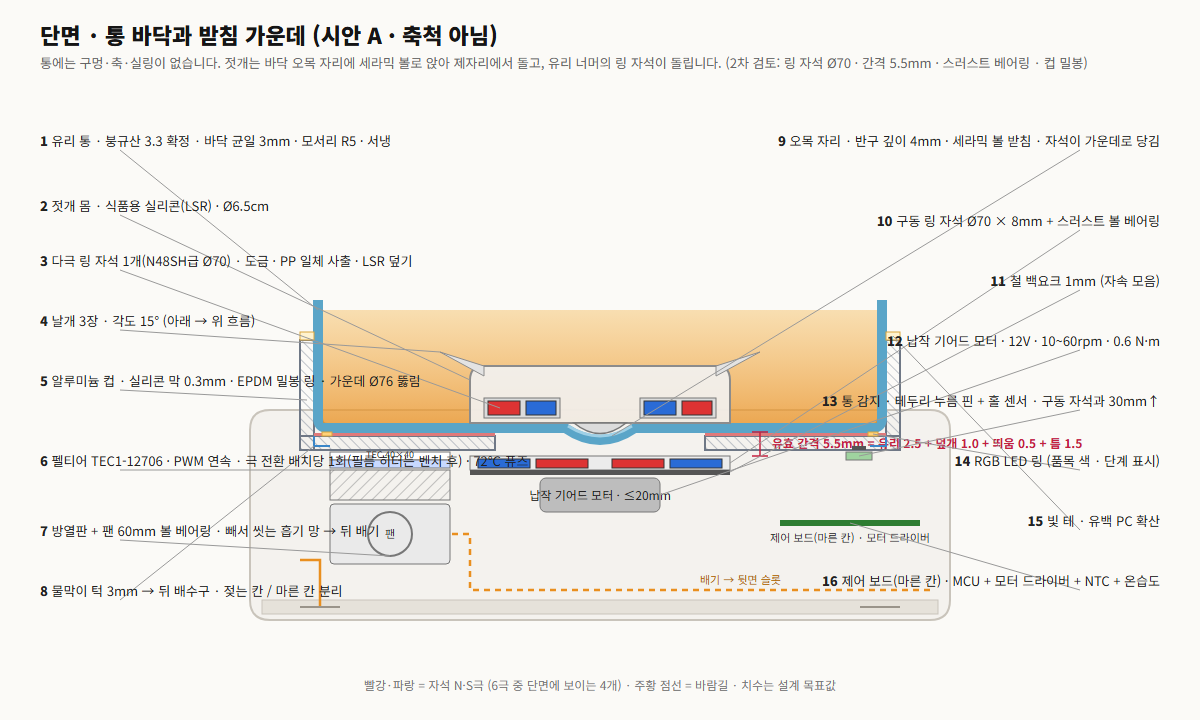 단면 · 통 바닥과 받침 가운데 (시안 A · 축척 아님)
통에는 구멍·축·실링이 없습니다. 젓개는 바닥 오목 자리에 세라믹 볼로 앉아 제자리에서 돌고, 유리 너머의 링 자석이 돌립니다. (2차 검토: 링 자석 Ø70 · 간격 5.5mm · 스러스트 베어링 · 컵 밀봉)
1 유리 통 · 붕규산 3.3 확정 · 바닥 균일 3mm · 모서리 R5 · 서냉
2 젓개 몸 · 식품용 실리콘(LSR) · Ø6.5cm
3 다극 링 자석 1개(N48SH급 Ø70) · 도금 · PP 일체 사출 · LSR 덮기
4 날개 3장 · 각도 15° (아래 → 위 흐름)
5 알루미늄 컵 · 실리콘 막 0.3mm · EPDM 밀봉 링 · 가운데 Ø76 뚫림
6 펠티어 TEC1-12706 · PWM 연속 · 극 전환 배치당 1회(필름 히터는 벤치 후) · 72°C 퓨즈
7 방열판 + 팬 60mm 볼 베어링 · 빼서 씻는 흡기 망 → 뒤 배기
8 물막이 턱 3mm → 뒤 배수구 · 젖는 칸 / 마른 칸 분리
9 오목 자리 · 반구 깊이 4mm · 세라믹 볼 받침 · 자석이 가운데로 당김
10 구동 링 자석 Ø70 × 8mm + 스러스트 볼 베어링
11 철 백요크 1mm (자속 모음)
12 납작 기어드 모터 · 12V · 10~60rpm · 0.6 N·m
13 통 감지 · 테두리 누름 핀 + 홀 센서 · 구동 자석과 30mm↑
유효 간격 5.5mm = 유리 2.5 + 덮개 1.0 + 띄움 0.5 + 틈 1.5
14 RGB LED 링 (품목 색 · 단계 표시)
15 빛 테 · 유백 PC 확산
16 제어 보드(마른 칸) · MCU + 모터 드라이버 + NTC + 온습도
TEC 40×40
납작 기어드 모터 · ≤20mm
팬
제어 보드(마른 칸) · 모터 드라이버
배기 → 뒷면 슬롯
빨강·파랑 = 자석 N·S극 (6극 중 단면에 보이는 4개) · 주황 점선 = 바람길 · 치수는 설계 목표값